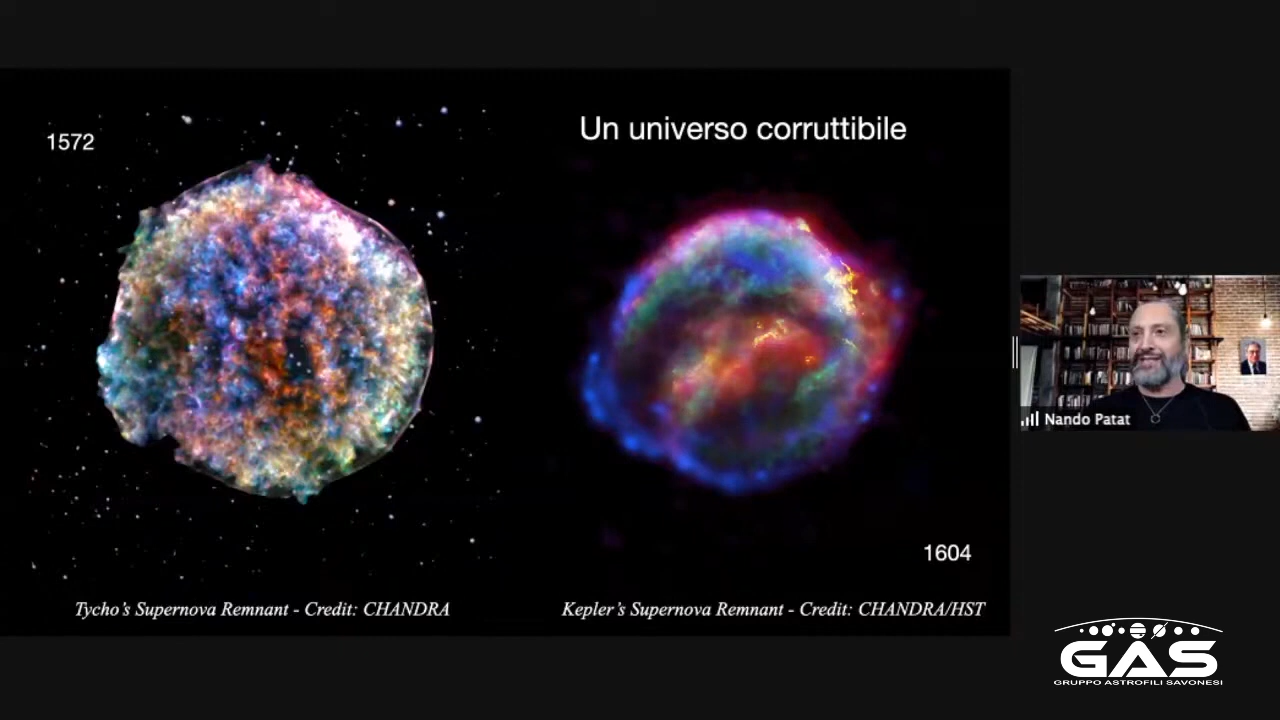 1572
Un universo corruttibile
1604
Tycho's Supernova Remnant - Credit: CHANDRA
Kepler's Supernova Remnant - Credit: CHANDRA/HST
Nando Patat
GAS
GRUPPO ASTROFILI SAVONESI